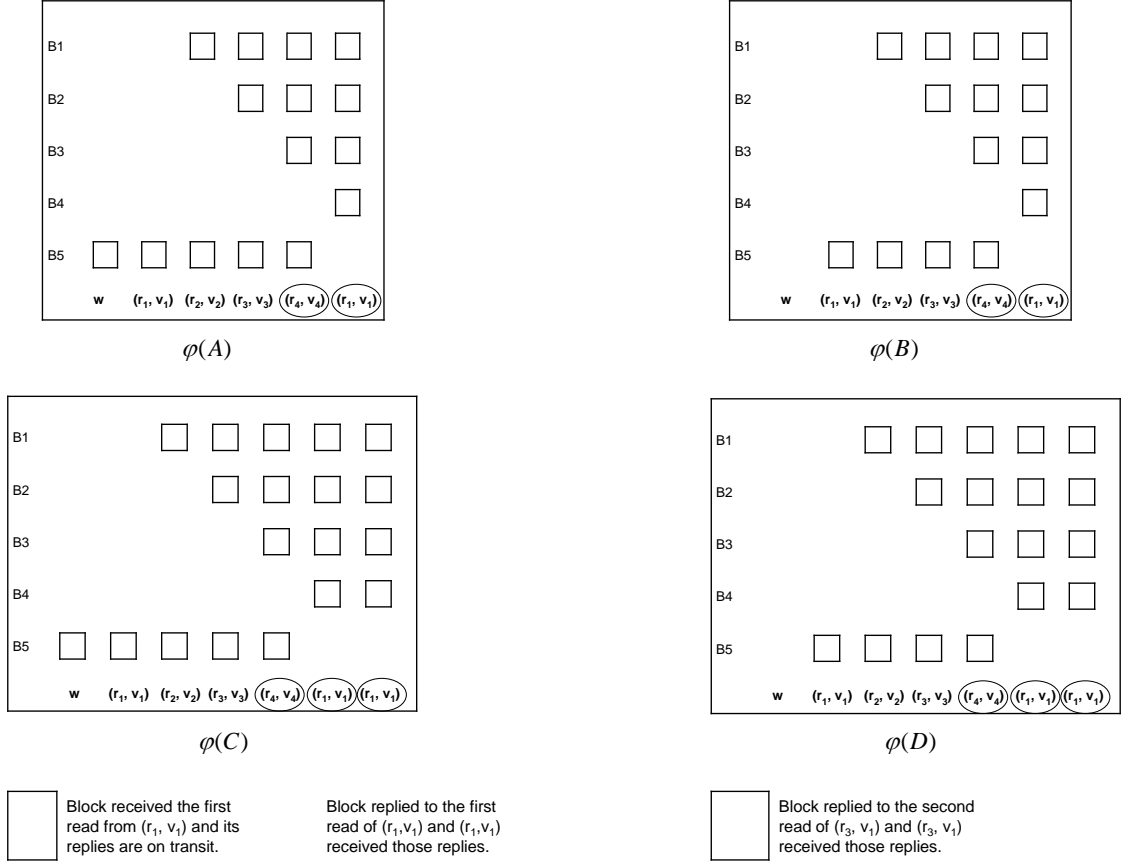 B1
B2
B3
B4
B5
w (r₁, v₁) (r₂, v₂) (r₃, v₃) (r₄, v₄) (r₁, v₁)
φ(A)
B1
B2
B3
B4
B5
w (r₁, v₁) (r₂, v₂) (r₃, v₃) (r₄, v₄) (r₁, v₁)
φ(B)
B1
B2
B3
B4
B5
w (r₁, v₁) (r₂, v₂) (r₃, v₃) (r₄, v₄) (r₁, v₁) (r₁, v₁)
φ(C)
B1
B2
B3
B4
B5
w (r₁, v₁) (r₂, v₂) (r₃, v₃) (r₄, v₄) (r₁, v₁) (r₁, v₁)
φ(D)
Block received the first
read from (r₁, v₁) and its
replies are on transit.
Block replied to the first
read of (r₁,v₁) and (r₁,v₁)
received those replies.
Block replied to the second
read of (r₃, v₁) and (r₃, v₁)
received those replies.